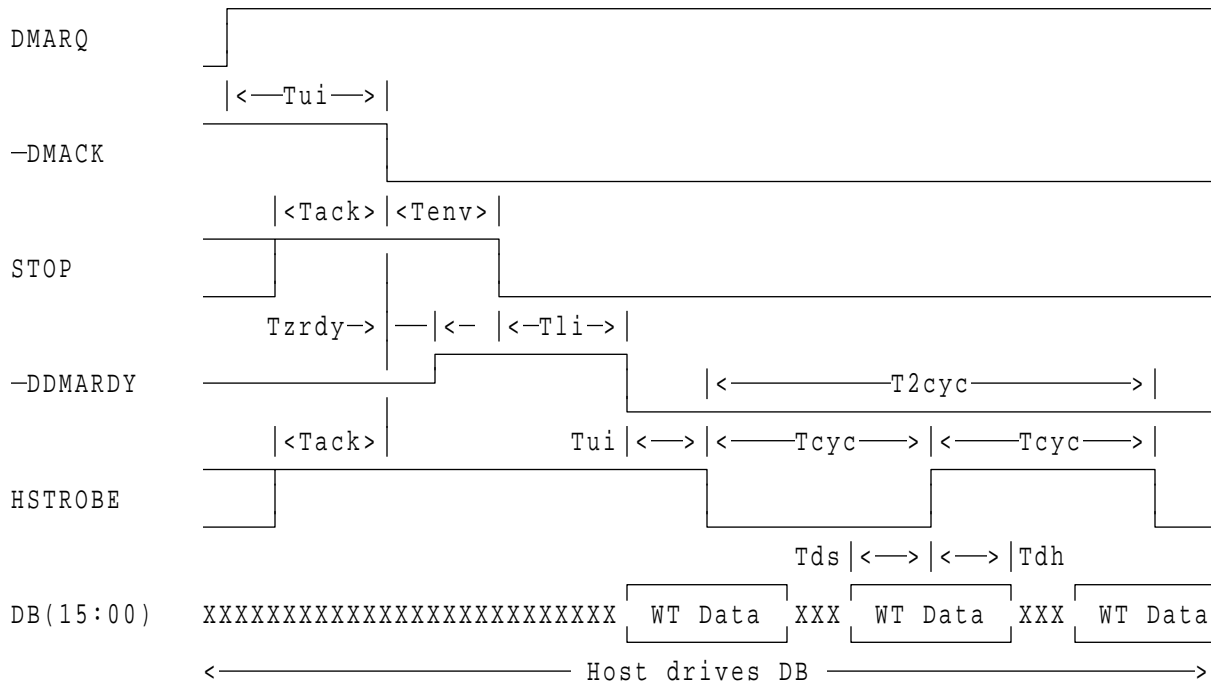 DMARQ
|<—Tui—>|
—DMACK
|<Tack>|<Tenv>|
STOP
Tzrdy—>|—|<— |<—Tli—>|
—DDMARDY |<———T2cyc———>|
|<Tack>| Tui|<—>|<——Tcyc——>|<——Tcyc——>|
HSTROBE
Tds|<—>|<—>|Tdh
DB(15:00) XXXXXXXXXXXXXXXXXXXXXXXXXX WT Data XXX WT Data XXX WT Data
<——— Host drives DB ———>